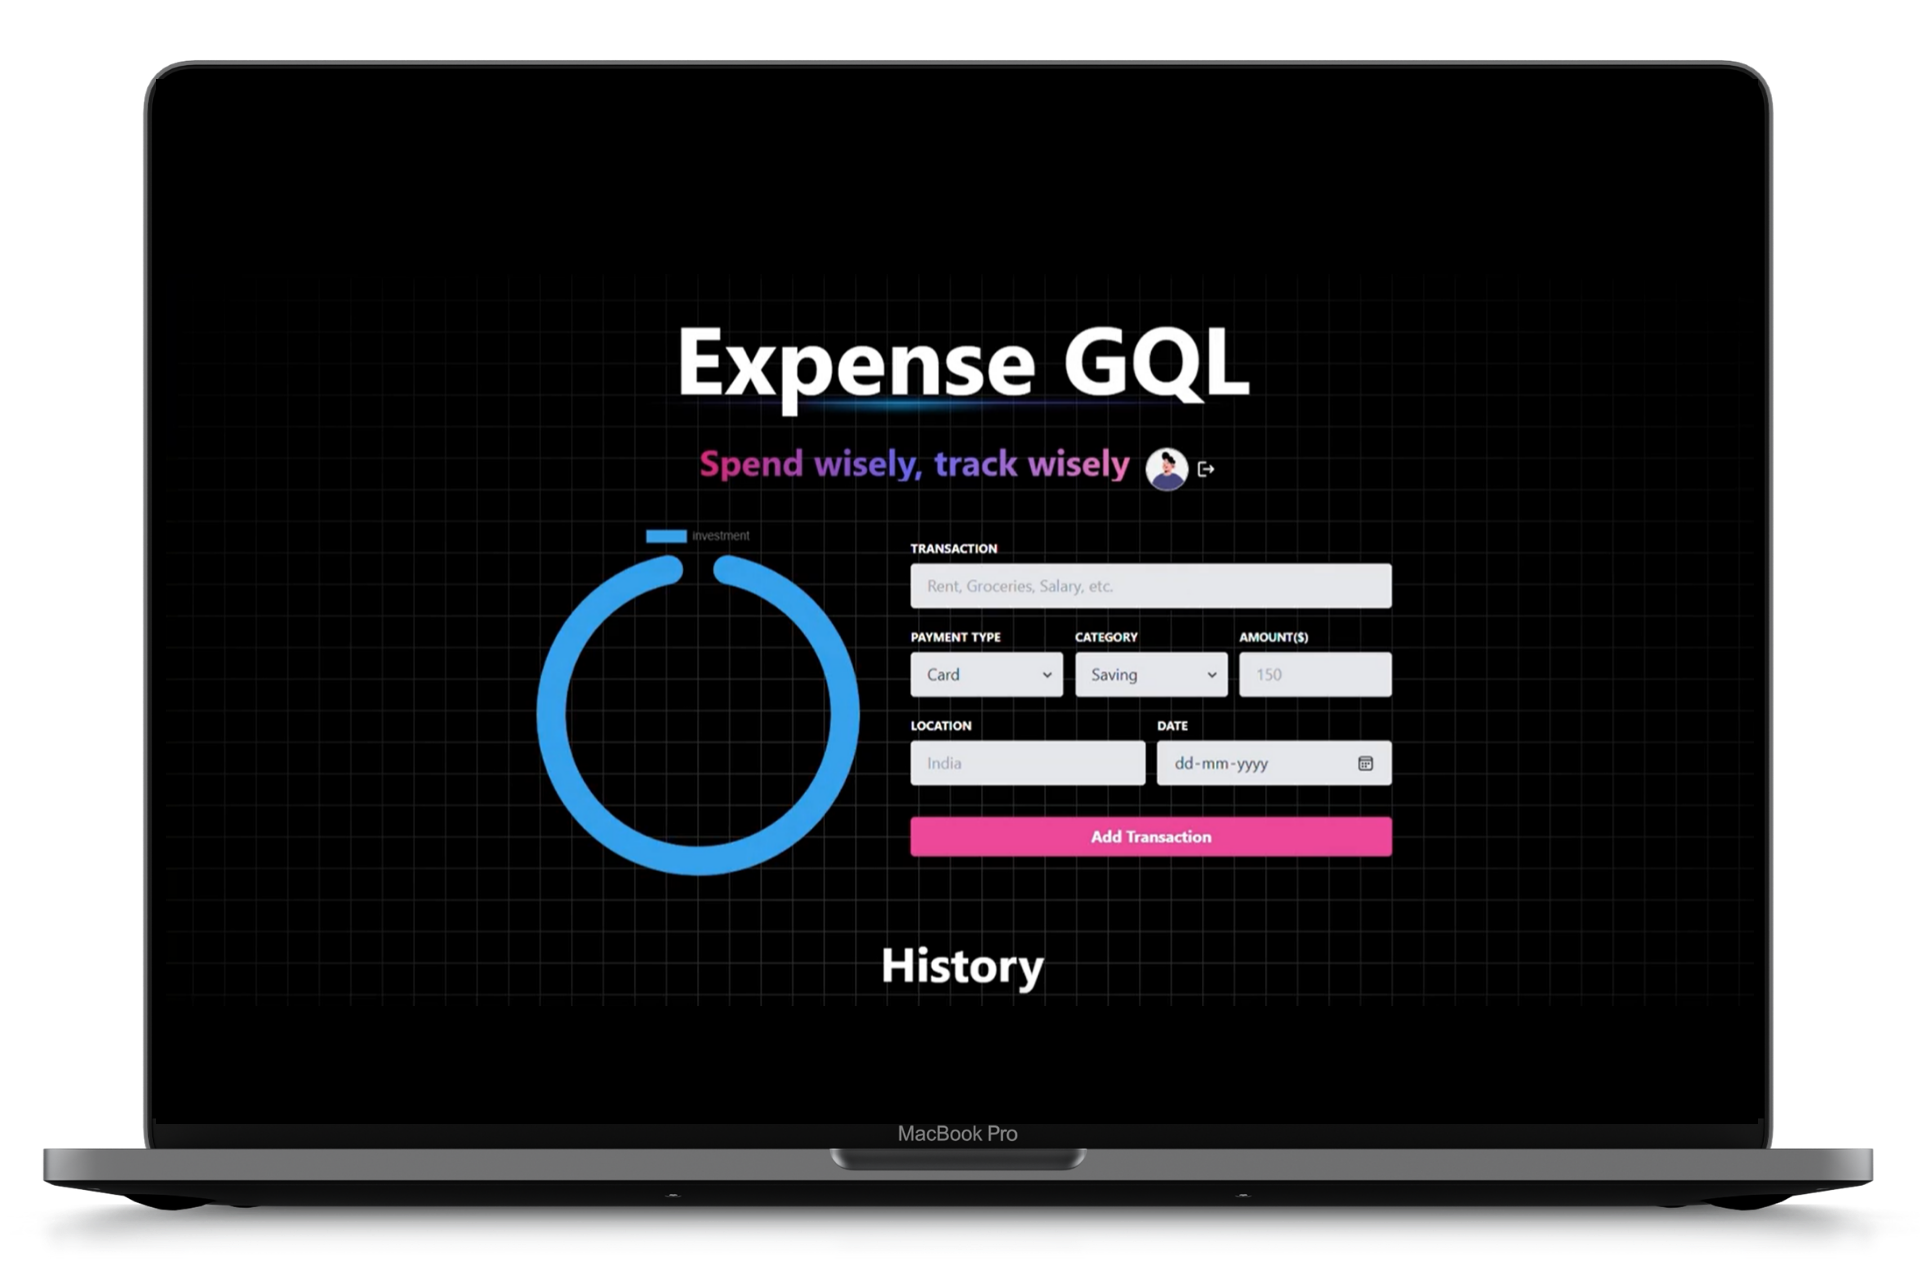 Expense GQL
Spend wisely, track wisely
investment
TRANSACTION
Rent, Groceries, Salary, etc.
PAYMENT TYPE CATEGORY AMOUNT($)
Card Saving 150
LOCATION DATE
India dd-mm-yyyy
Add Transaction
History
MacBook Pro